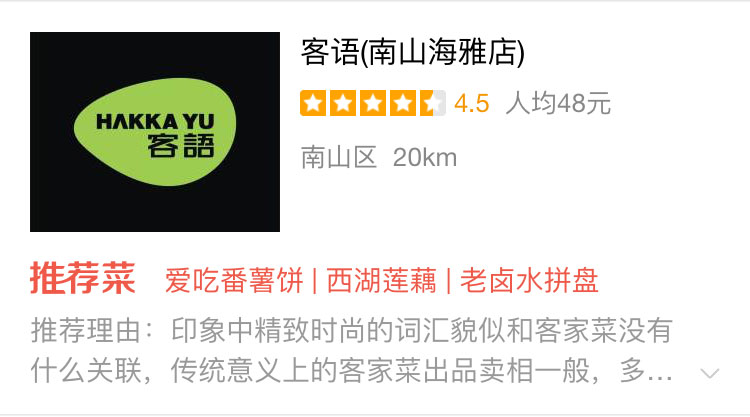 客语(南山海雅店)
HAKKA YU
客語
4.5 人均48元
南山区 20km
推荐菜 爱吃番薯饼 | 西湖莲藕 | 老卤水拼盘
推荐理由：印象中精致时尚的词汇貌似和客家菜没有
什么关联，传统意义上的客家菜出品卖相一般，多...